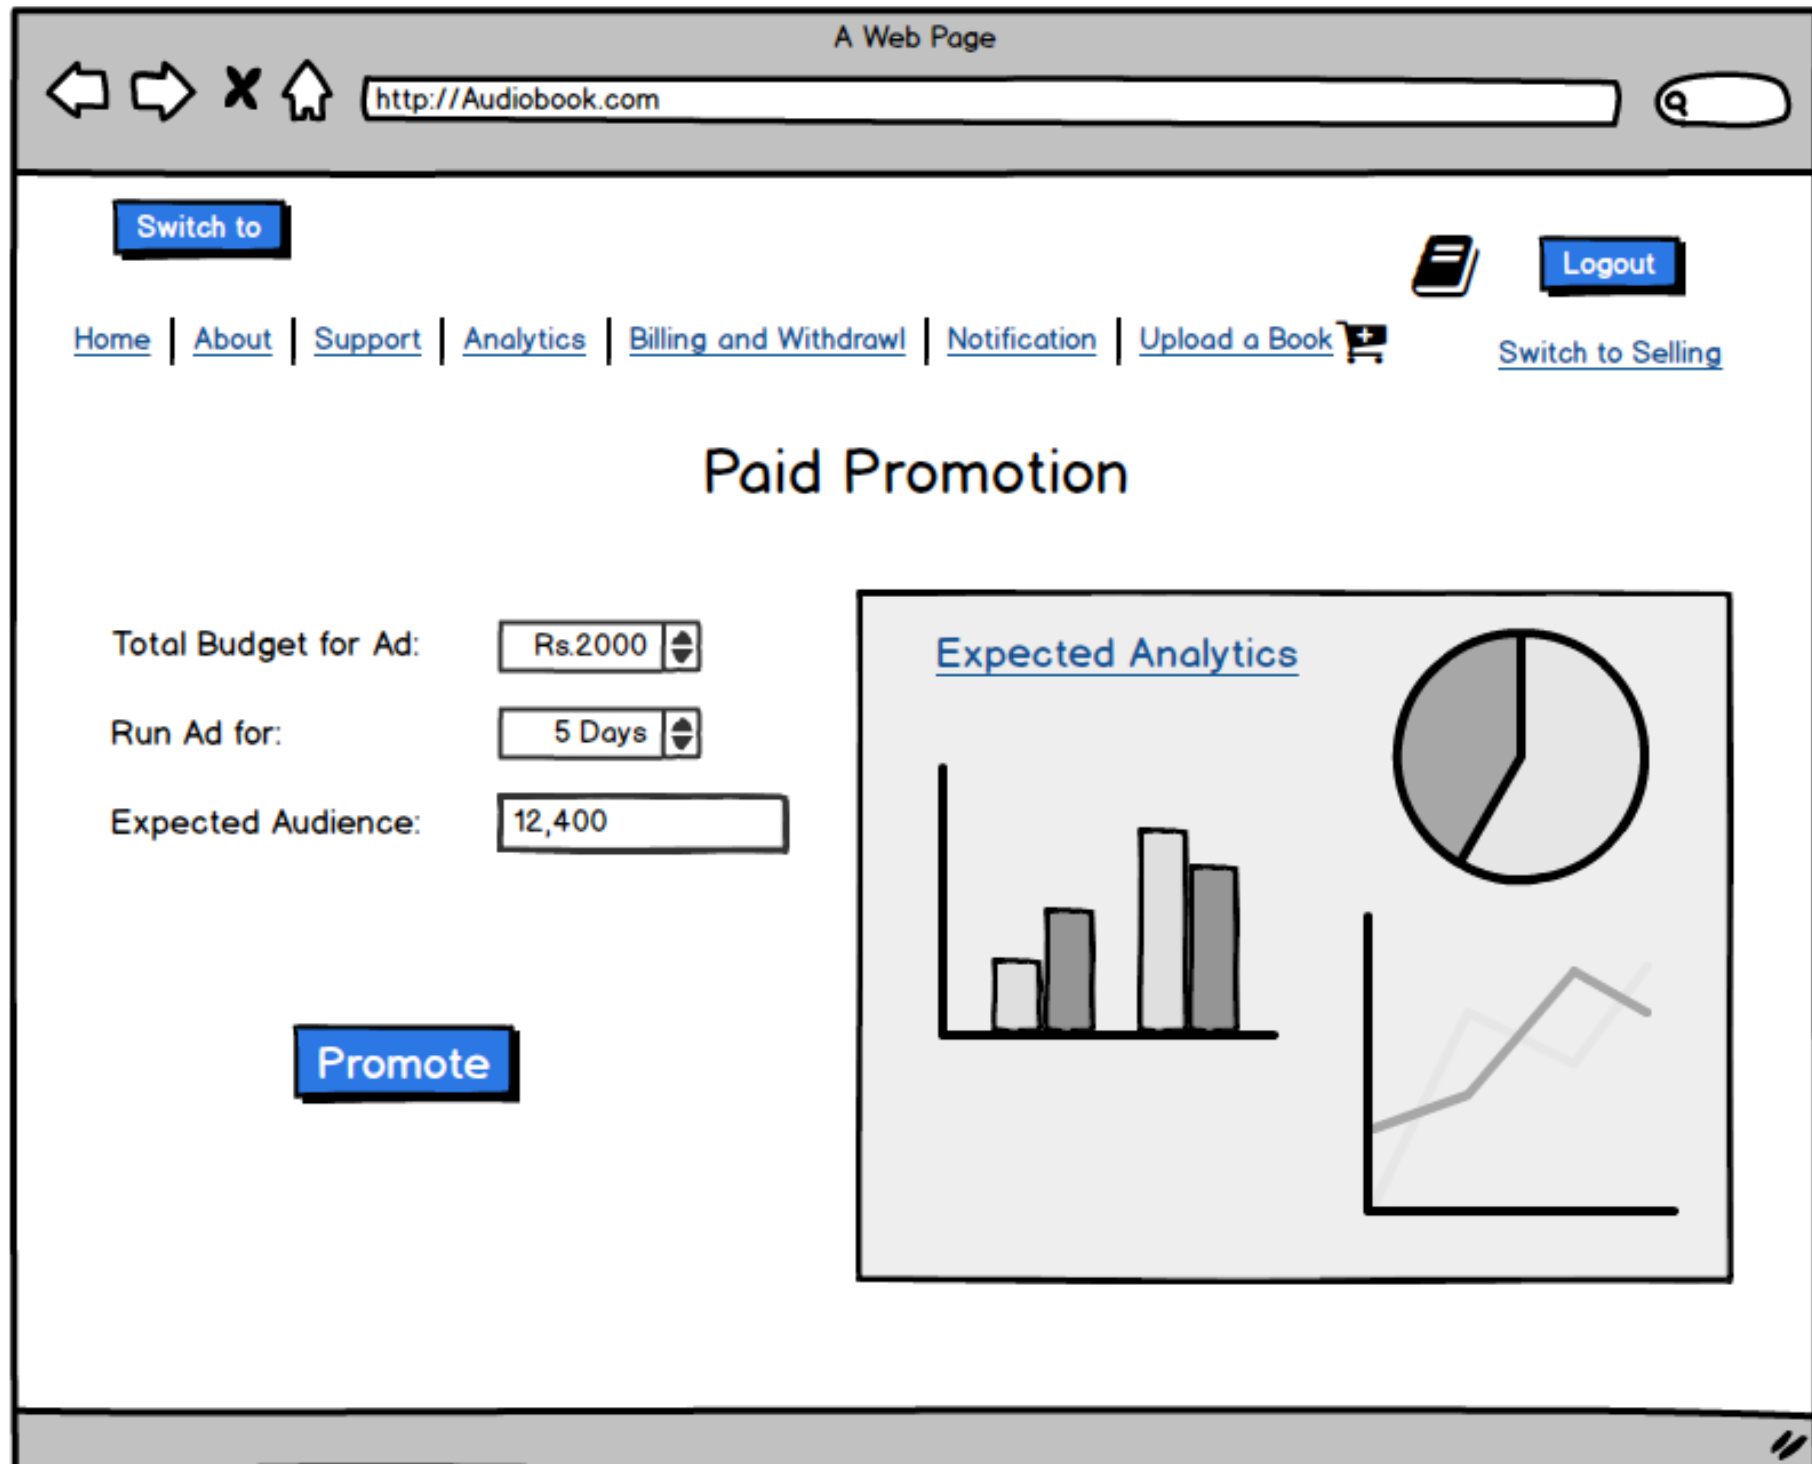 A Web Page
http://Audiobook.com
Switch to
Logout
Home About Support Analytics Billing and Withdrawl Notification Upload a Book
Switch to Selling
Paid Promotion
Total Budget for Ad: Rs.2000
Run Ad for: 5 Days
Expected Audience: 12,400
Promote
Expected Analytics